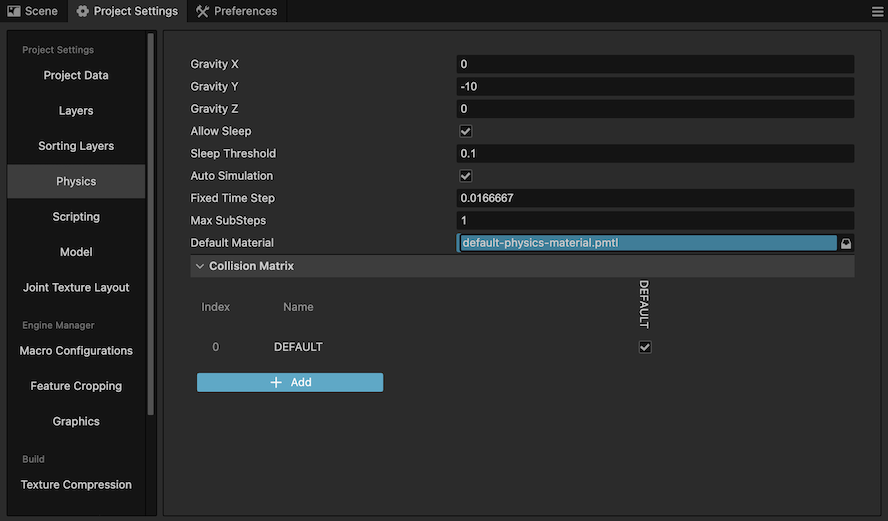 Scene Project Settings Preferences
Project Settings
Project Data
Layers
Sorting Layers
Physics
Scripting
Model
Joint Texture Layout
Engine Manager
Macro Configurations
Feature Cropping
Graphics
Build
Texture Compression
Gravity X 0
Gravity Y -10
Gravity Z 0
Allow Sleep
Sleep Threshold 0.1
Auto Simulation
Fixed Time Step 0.0166667
Max SubSteps 1
Default Material default-physics-material.pmtl
Collision Matrix
Index Name DEFAULT
0 DEFAULT
Add